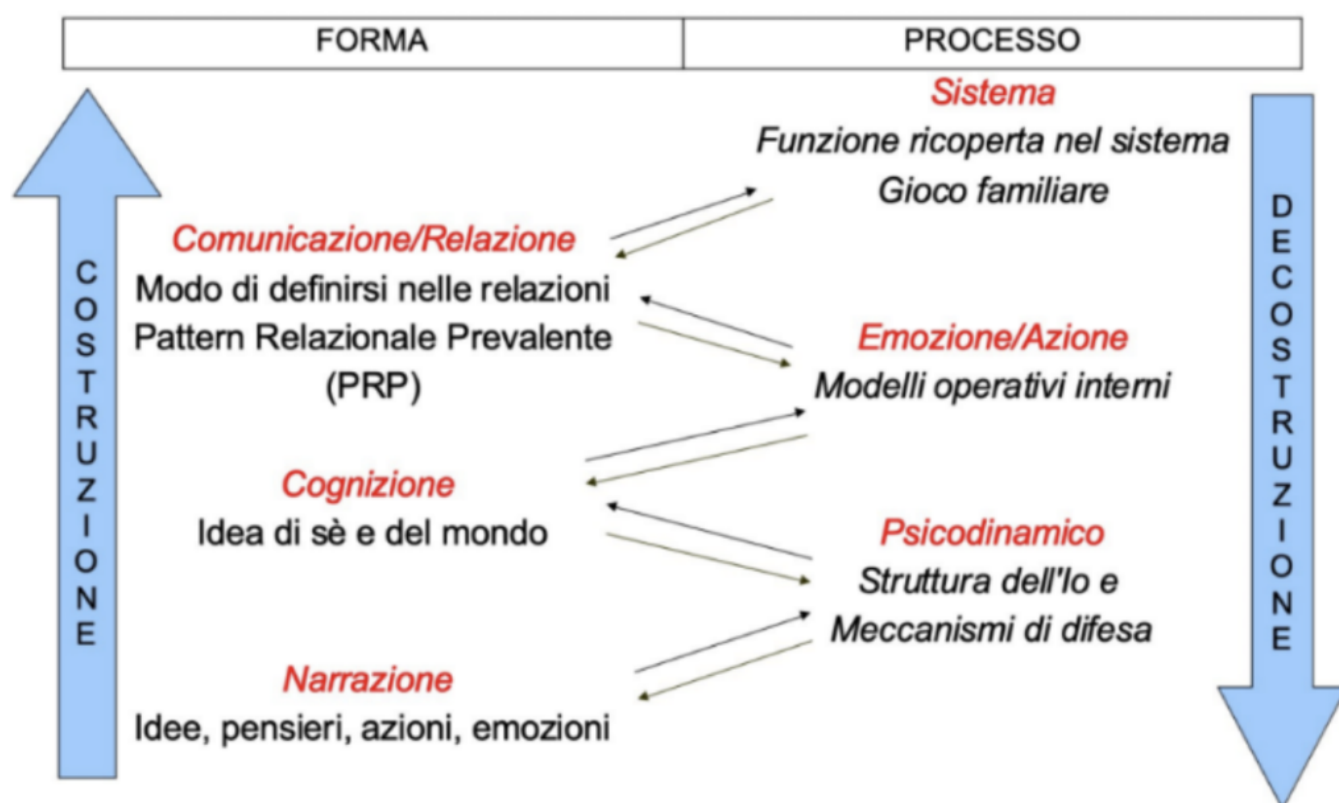 FORMA
PROCESSO
Sistema
Funzione ricoperta nel sistema
Gioco familiare
Comunicazione/Relazione
Modo di definirsi nelle relazioni
Pattern Relazionale Prevalente
(PRP)
Emozione/Azione
Modelli operativi interni
Cognizione
Idea di sè e del mondo
Psicodinamico
Struttura dell'Io e
Meccanismi di difesa
Narrazione
Idee, pensieri, azioni, emozioni
COSTRUZIONE
DECOSTRUZIONE